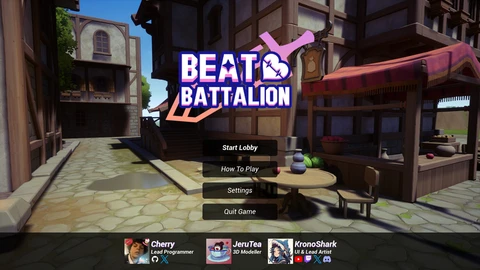 BEAT
BATTALION
Start Lobby
How To Play
Settings
Quit Game
Cherry
Lead Programmer
JeruTea
3D Modeller
KronoShark
UI & Lead Artist